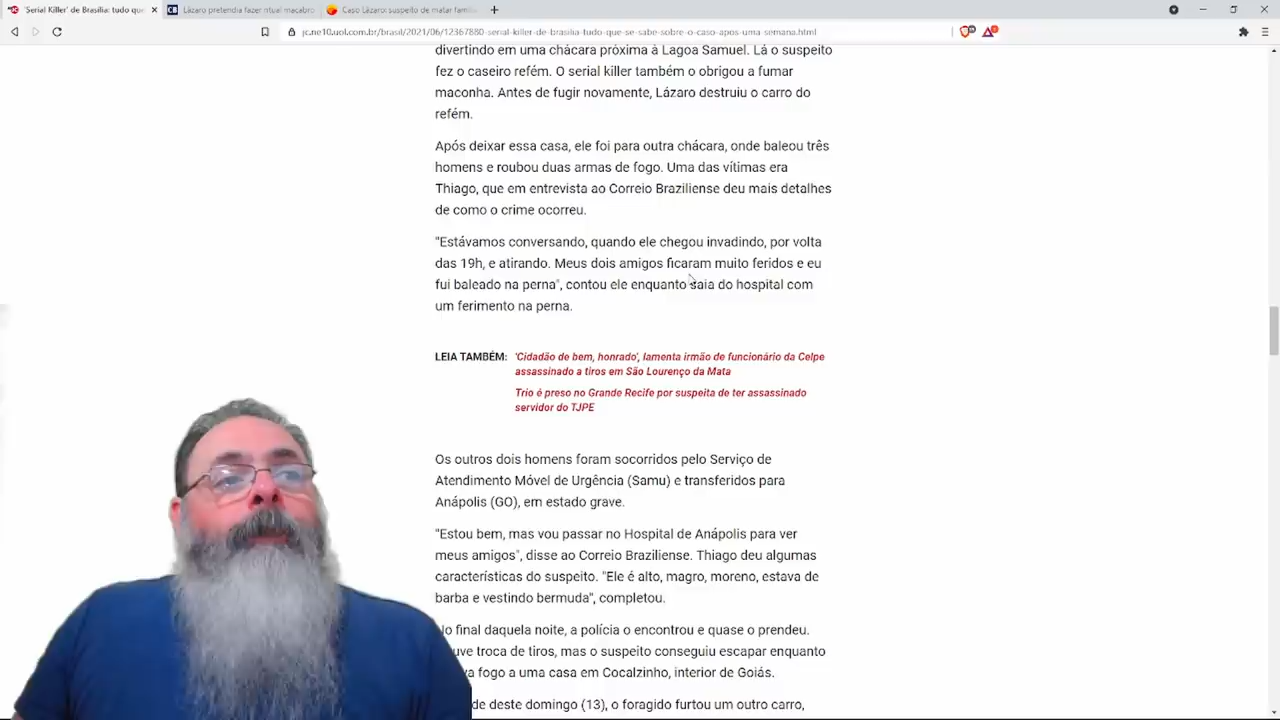 'Serial Killer' de Brasília: tudo que
Lázaro pretendia fazer ritual macabro
Caso Lázaro: suspeito de matar famíli
jc.ne10.uol.com.br/brasil/2021/06/12367880-serial-killer-de-brasilia-tudo-que-se-sabe-sobre-o-caso-apos-uma-semana.html
divertindo em uma chácara próxima à Lagoa Samuel. Lá o suspeito
fez o caseiro refém. O serial killer também o obrigou a fumar
maconha. Antes de fugir novamente, Lázaro destruiu o carro do
refém.
Após deixar essa casa, ele foi para outra chácara, onde baleou três
homens e roubou duas armas de fogo. Uma das vítimas era
Thiago, que em entrevista ao Correio Braziliense deu mais detalhes
de como o crime ocorreu.
"Estávamos conversando, quando ele chegou invadindo, por volta
das 19h, e atirando. Meus dois amigos ficaram muito feridos e eu
fui baleado na perna", contou ele enquanto saia do hospital com
um ferimento na perna.
LEIA TAMBÉM: 'Cidadão de bem, honrado', lamenta irmão de funcionário da Celpe
assassinado a tiros em São Lourenço da Mata
Trio é preso no Grande Recife por suspeita de ter assassinado
servidor do TJPE
Os outros dois homens foram socorridos pelo Serviço de
Atendimento Móvel de Urgência (Samu) e transferidos para
Anápolis (GO), em estado grave.
"Estou bem, mas vou passar no Hospital de Anápolis para ver
meus amigos", disse ao Correio Braziliense. Thiago deu algumas
características do suspeito. "Ele é alto, magro, moreno, estava de
barba e vestindo bermuda", completou.
o final daquela noite, a polícia o encontrou e quase o prendeu.
uve troca de tiros, mas o suspeito conseguiu escapar enquanto
va fogo a uma casa em Cocalzinho, interior de Goiás.
de deste domingo (13), o foragido furtou um outro carro,